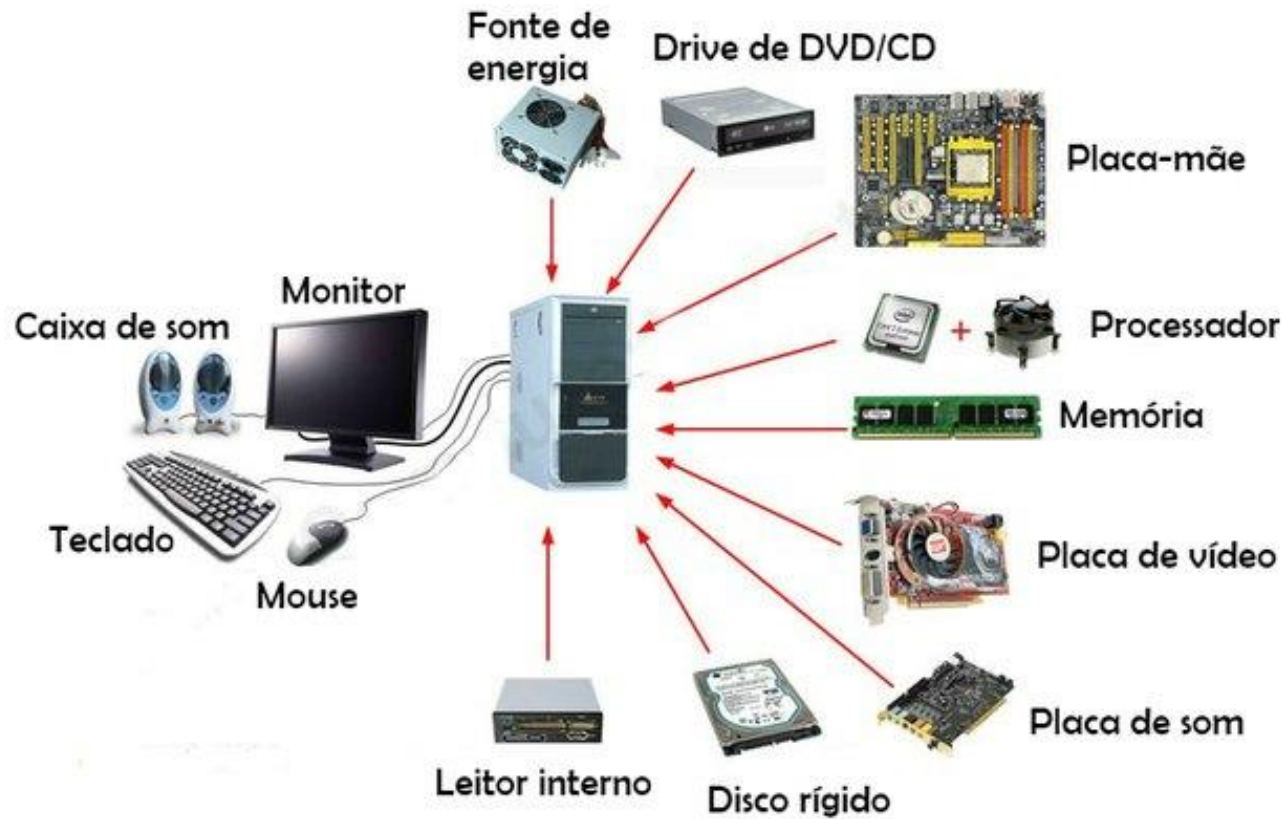 Fonte de
energia
Drive de DVD/CD
Placa-mãe
Monitor
Caixa de som
Processador
Memória
Teclado
Mouse
Placa de vídeo
Placa de som
Leitor interno
Disco rígido